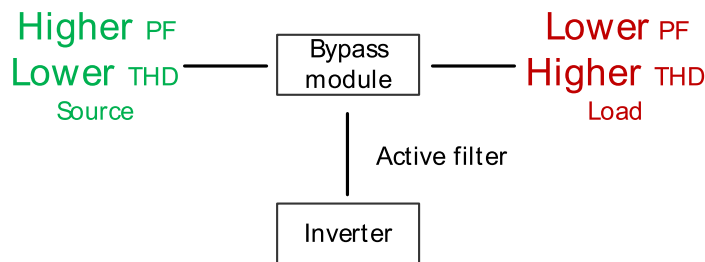 Higher PF
Lower THD
Source
Bypass
module
Lower PF
Higher THD
Load
Active filter
Inverter